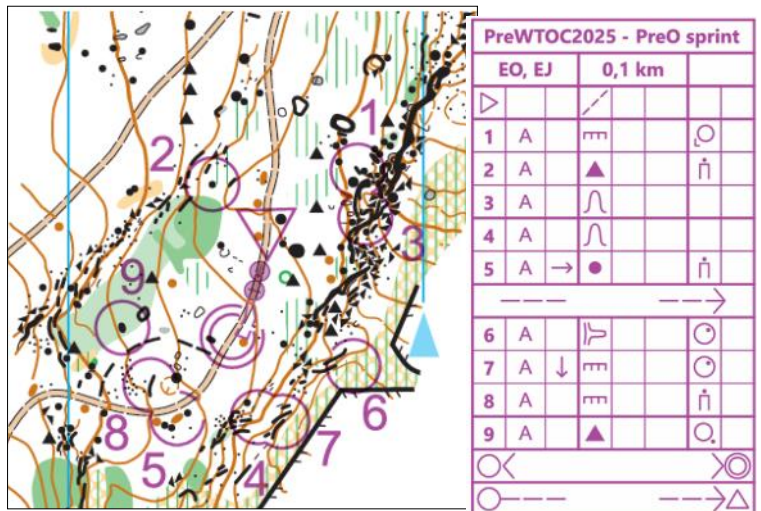 PreWTOC2025 - PreO sprint
EO, EJ 0,1 km
1 A
2 A
3 A
4 A
5 A
6 A
7 A
8 A
9 A
1
2
3
9
6
8
7
5
4